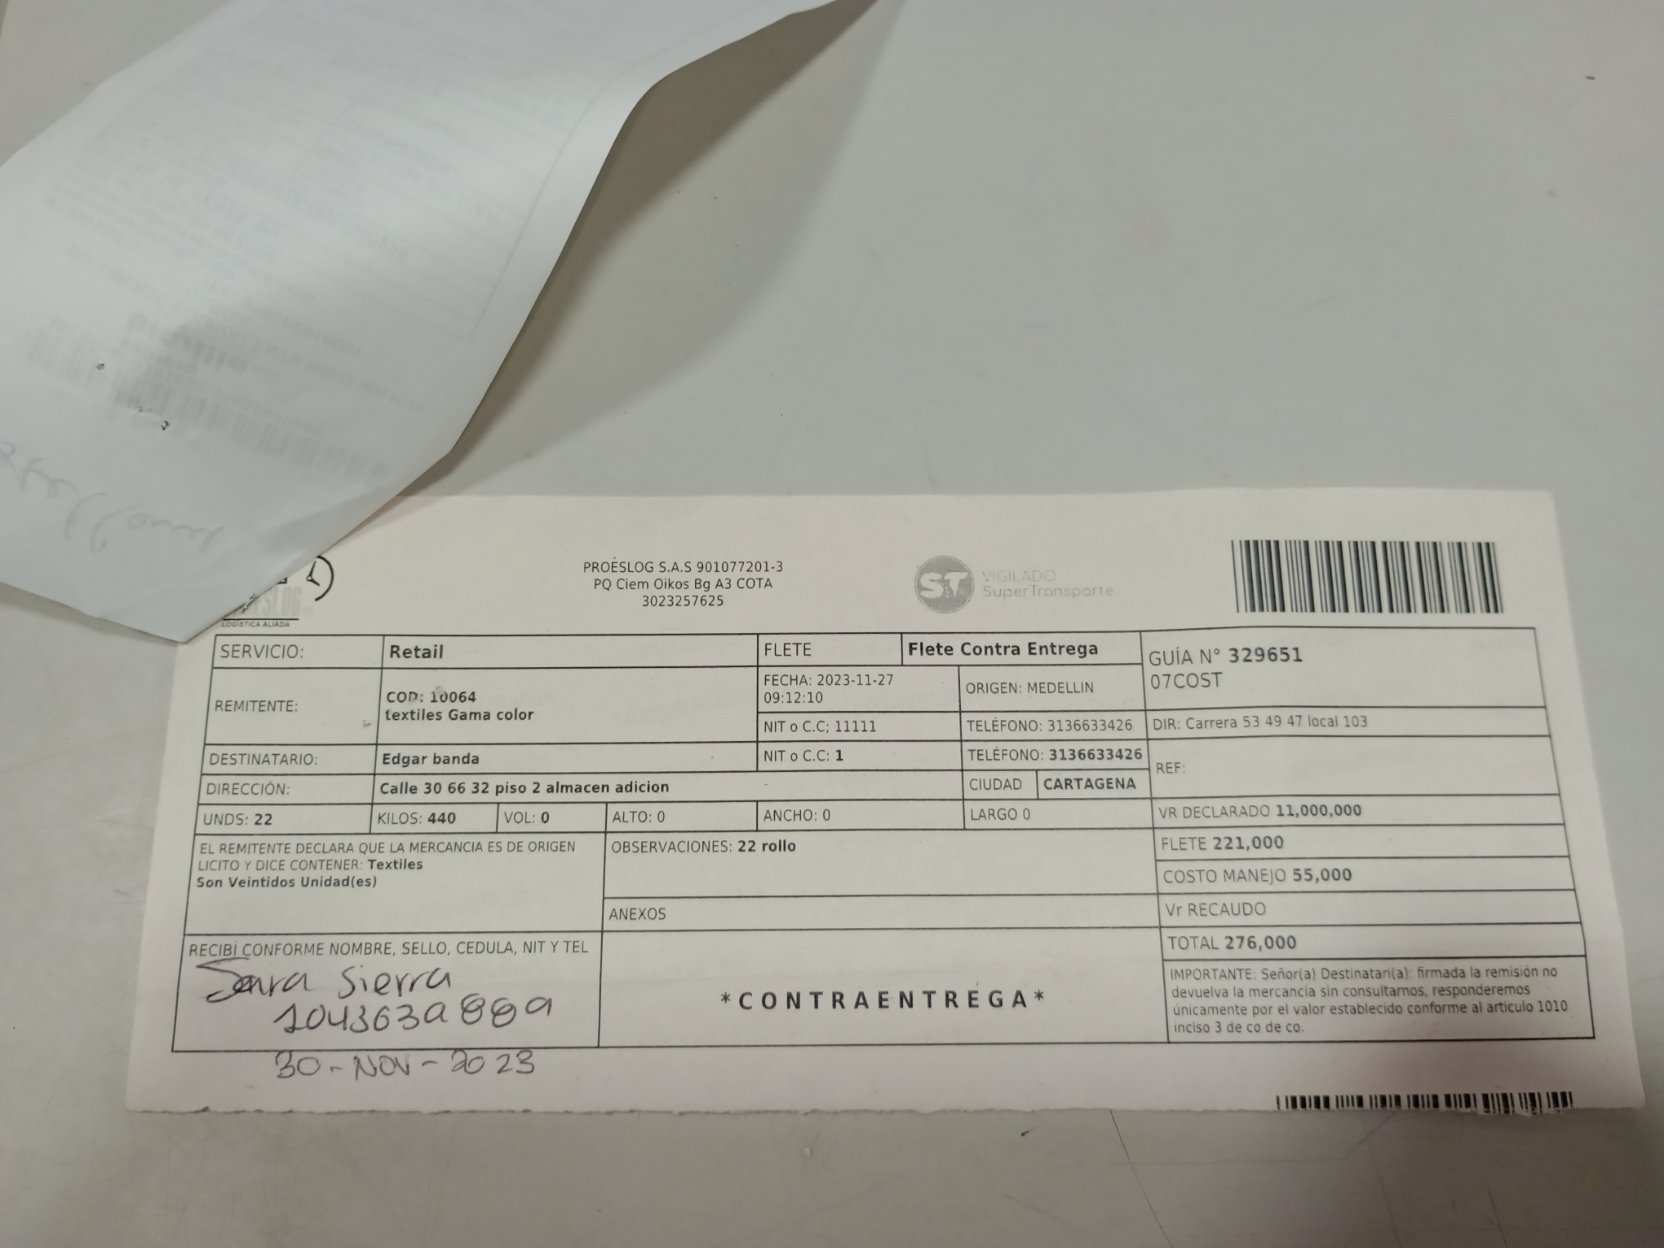 PROÈSLOG S.A.S 901077201-3
PQ Ciem Oikos Bg A3 COTA
3023257625
LOGISTICA ALIADA
ST VIGILADO
SuperTransporte
SERVICIO: Retail FLETE Flete Contra Entrega
GUÍA N° 329651
07COST
REMITENTE: COD: 10064
textiles Gama color
FECHA: 2023-11-27
09:12:10
ORIGEN: MEDELLIN
NIT o C.C; 11111 TELÉFONO: 3136633426 DIR: Carrera 53 49 47 local 103
DESTINATARIO: Edgar banda NIT o C.C: 1 TELÉFONO: 3136633426
REF:
DIRECCIÓN: Calle 30 66 32 piso 2 almacen adicion CIUDAD CARTAGENA
UNDS: 22 KILOS: 440 VOL: 0 ALTO: 0 ANCHO: 0 LARGO 0 VR DECLARADO 11,000,000
EL REMITENTE DECLARA QUE LA MERCANCIA ES DE ORIGEN
LICITO Y DICE CONTENER: Textiles
Son Veintidos Unidad(es)
OBSERVACIONES: 22 rollo
FLETE 221,000
COSTO MANEJO 55,000
ANEXOS
Vr RECAUDO
TOTAL 276,000
RECIBÍ CONFORME NOMBRE, SELLO, CEDULA, NIT Y TEL
Sara Sierra
30-NOV-2023
*CONTRAENTREGA*
IMPORTANTE: Señor(a) Destinatari(a): firmada la remisión no
devuelva la mercancia sin consultarnos, responderemos
únicamente por el valor establecido conforme al articulo 1010
inciso 3 de co de co.